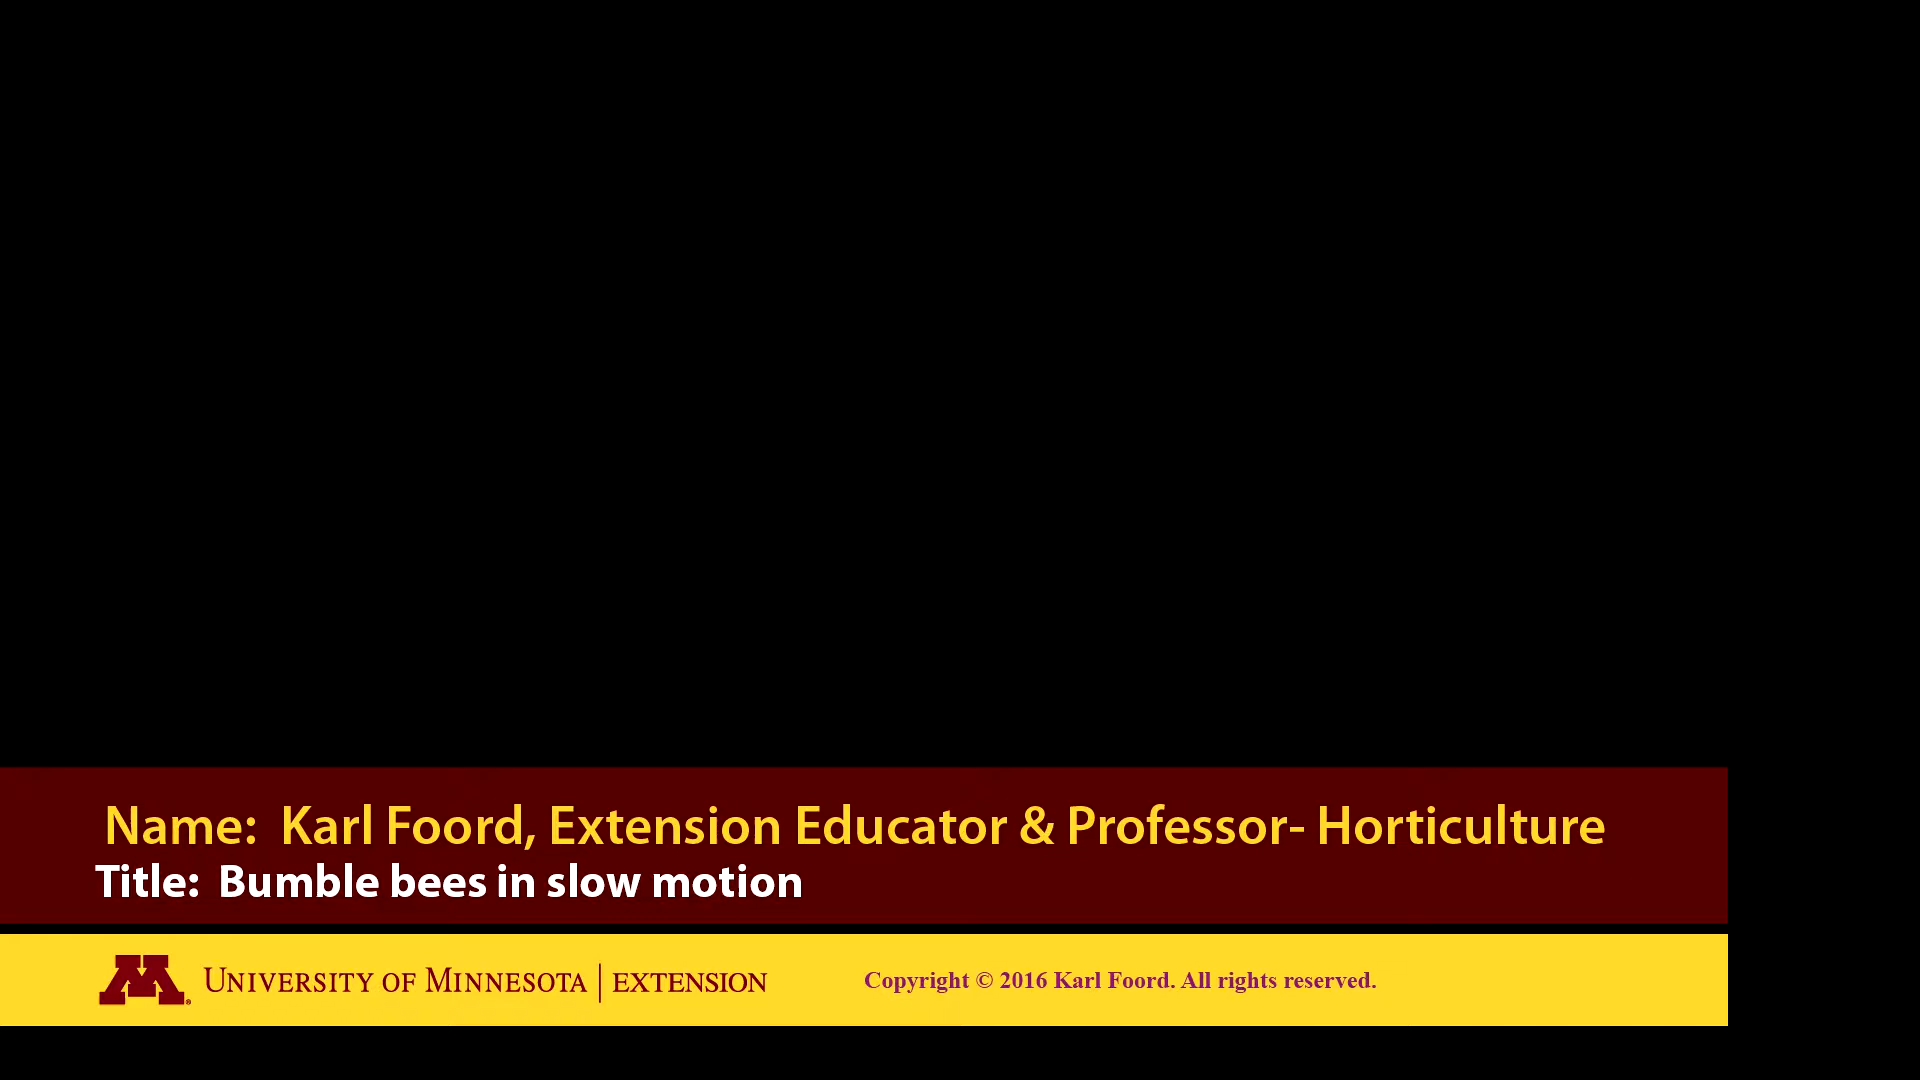 Name: Karl Foord, Extension Educator & Professor- Horticulture
Title: Bumble bees in slow motion
M® UNIVERSITY OF MINNESOTA | EXTENSION
Copyright © 2016 Karl Foord. All rights reserved.